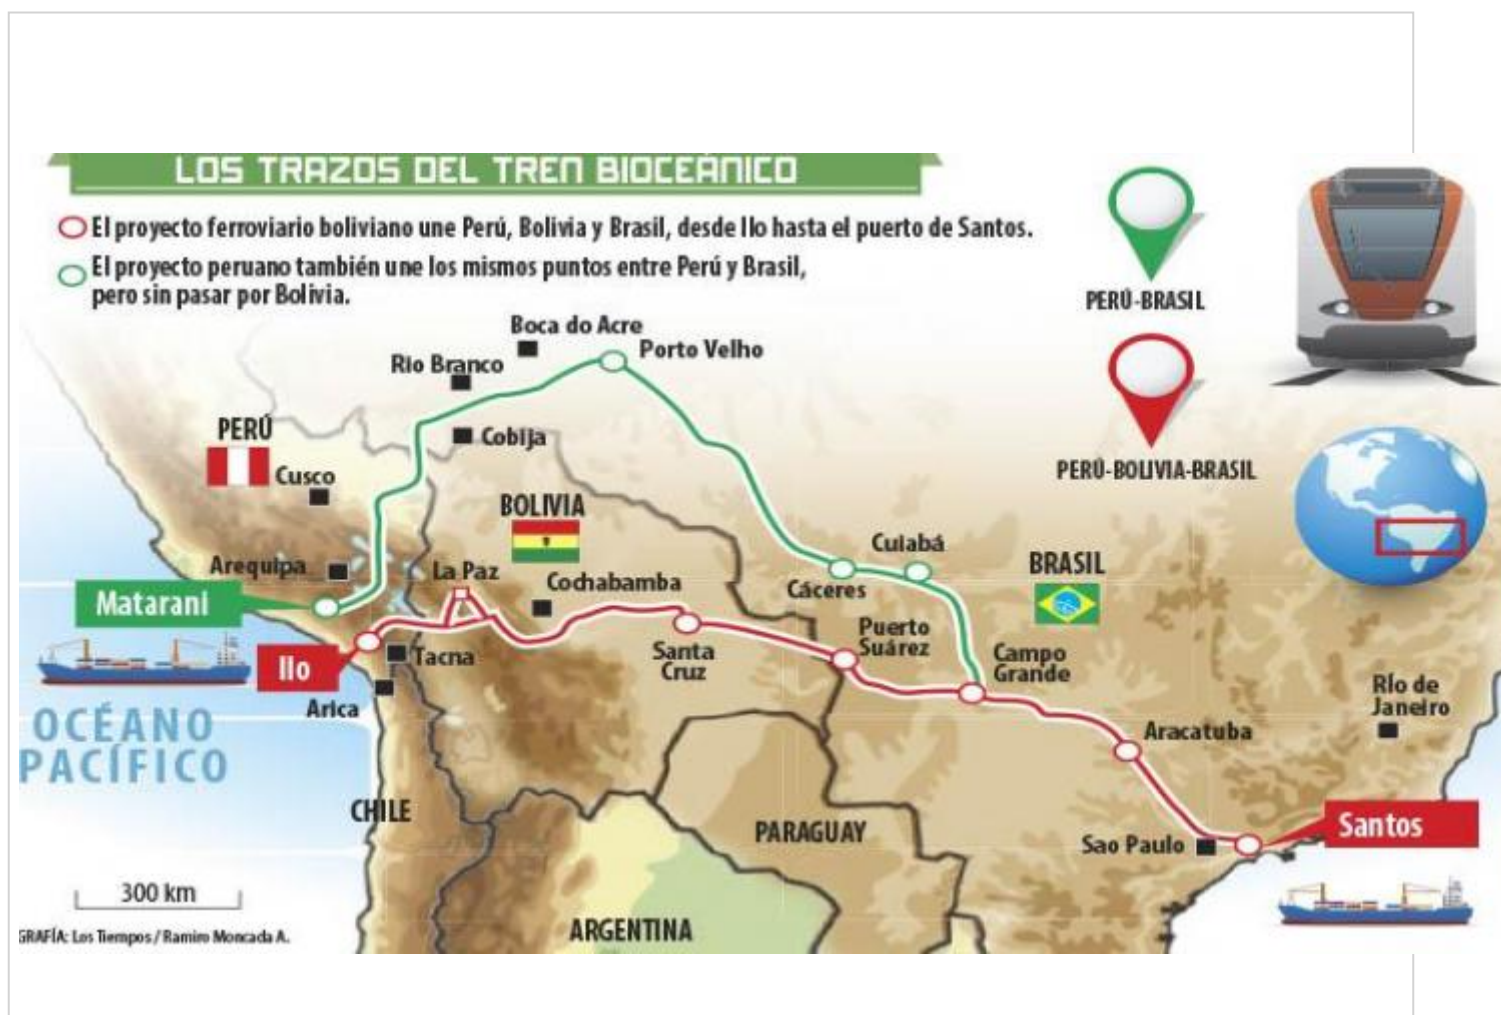 LOS TRAZOS DEL TREN BIOCEÁNICO
El proyecto ferroviario boliviano une Perú, Bolivia y Brasil, desde Ilo hasta el puerto de Santos.
El proyecto peruano también une los mismos puntos entre Perú y Brasil,
pero sin pasar por Bolivia.
PERÚ-BRASIL
PERÚ-BOLIVIA-BRASIL
Boca do Acre
Porto Velho
Rio Branco
Cobija
PERÚ
Cusco
BOLIVIA
Arequipa
La Paz
Cochabamba
Cuiabá
Cáceres
BRASIL
Matarani
Ilo
Tacna
Arica
Santa
Cruz
Puerto
Suárez
Campo
Grande
Río de
Janeiro
Aracatuba
OCÉANO
PACÍFICO
CHILE
PARAGUAY
Sao Paulo
Santos
300 km
ARGENTINA
GRAFÍA: Los Tiempos / Ramiro Moncada A.